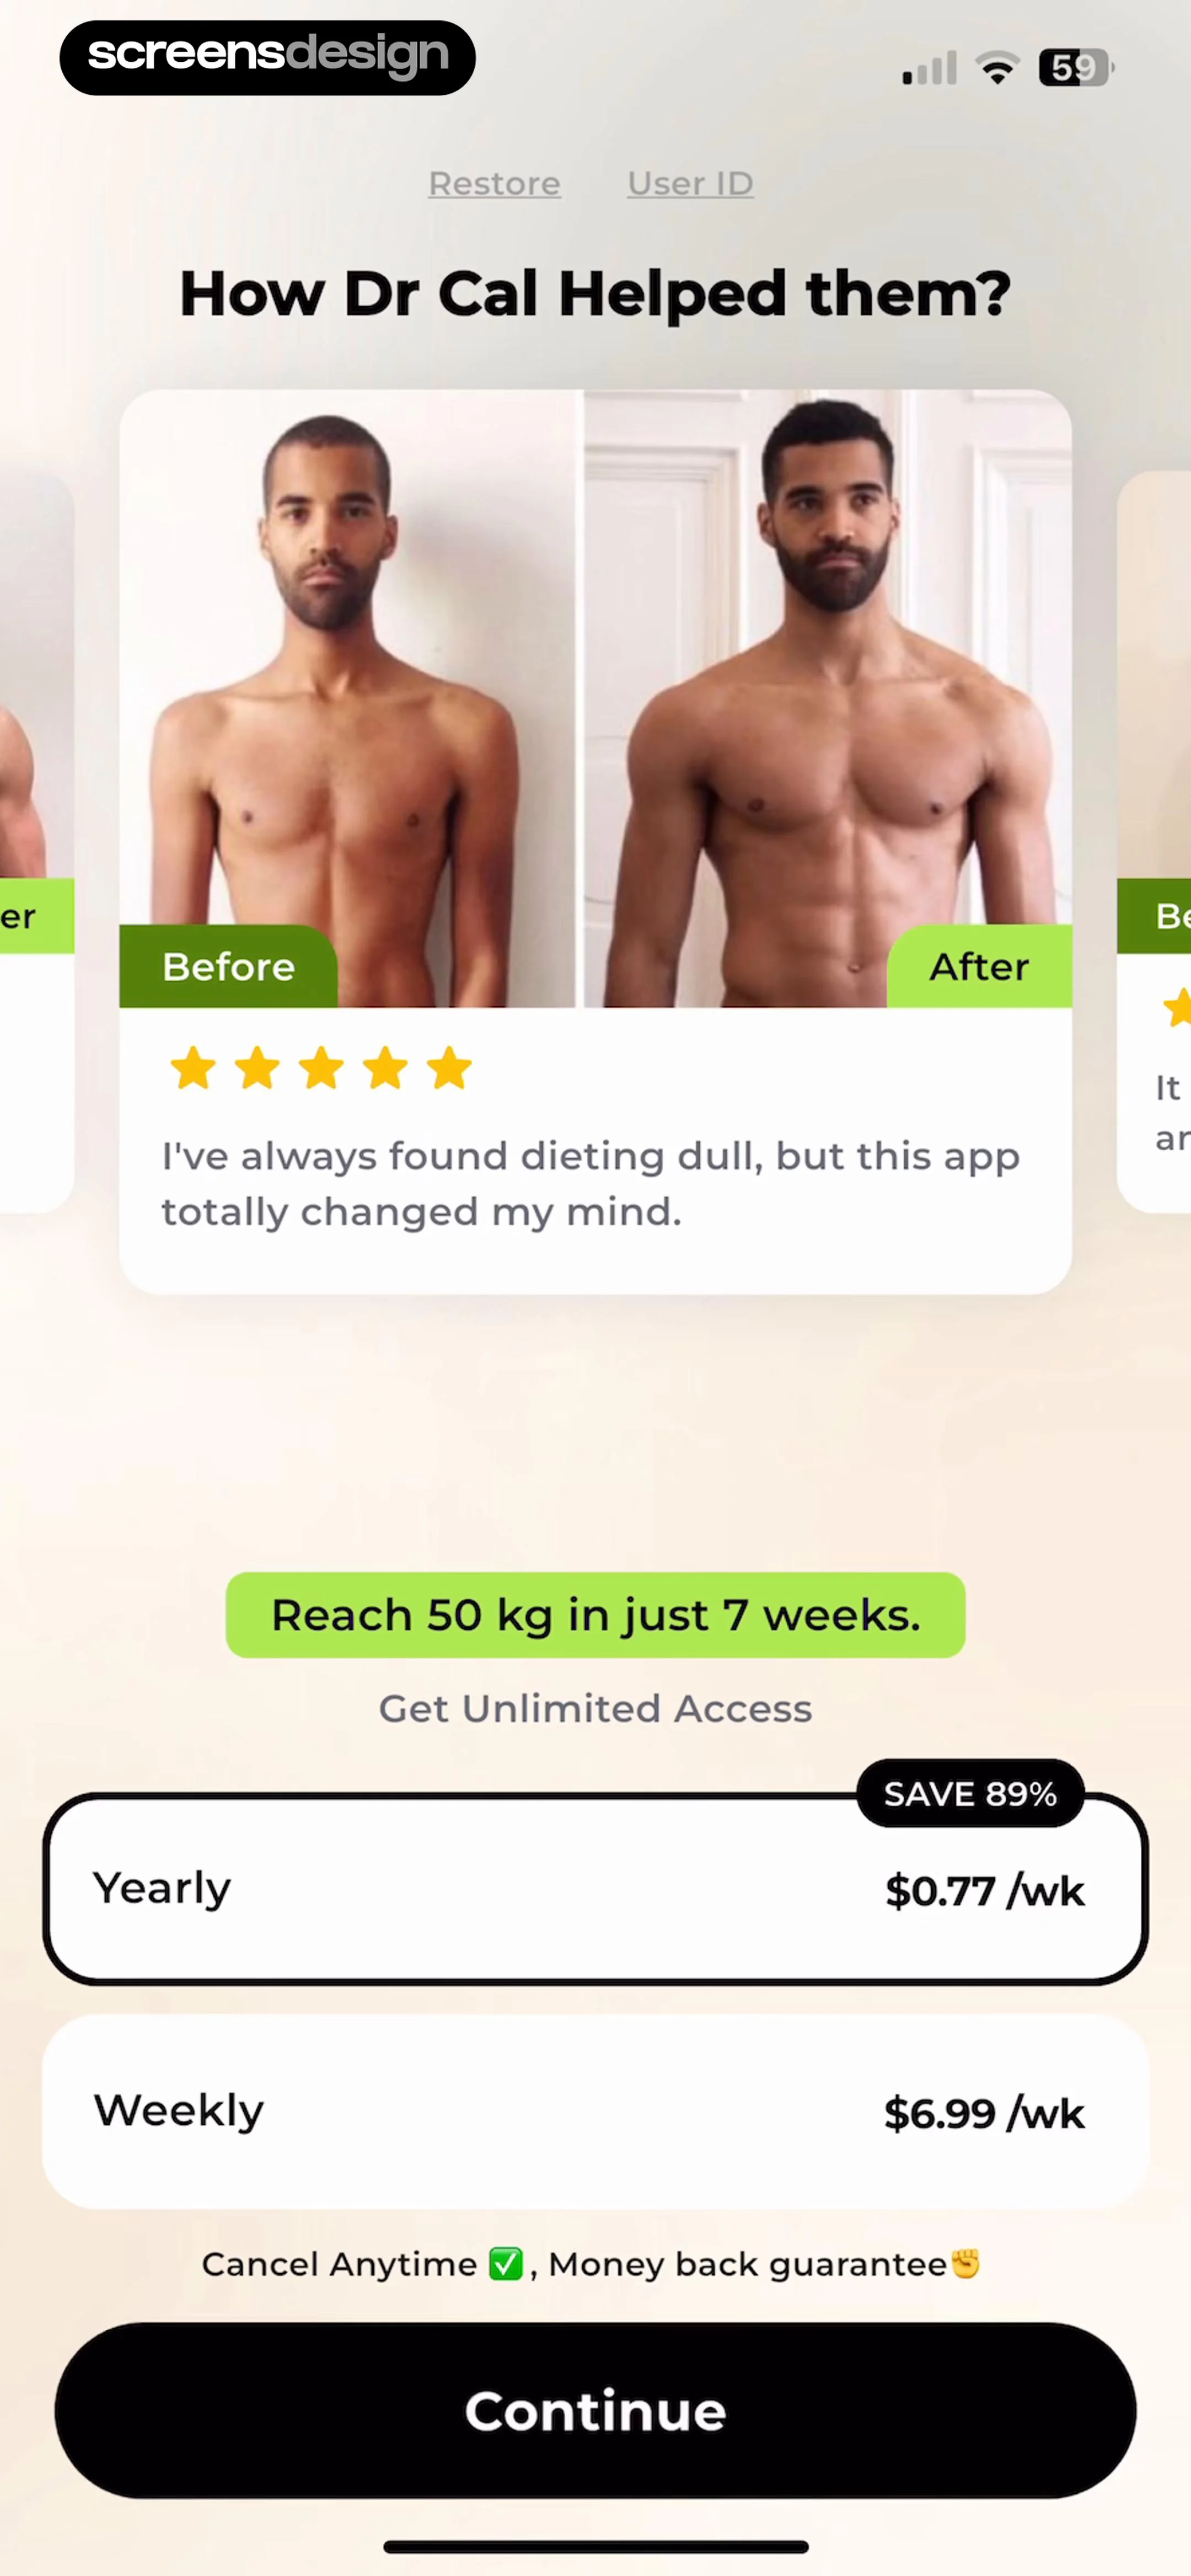 screensdesign
59
Restore User ID
How Dr Cal Helped them?
er
Before
After
Be
I've always found dieting dull, but this app
totally changed my mind.
It
ar
Reach 50 kg in just 7 weeks.
Get Unlimited Access
SAVE 89%
Yearly $0.77 /wk
Weekly $6.99 /wk
Cancel Anytime ✅, Money back guarantee✊
Continue